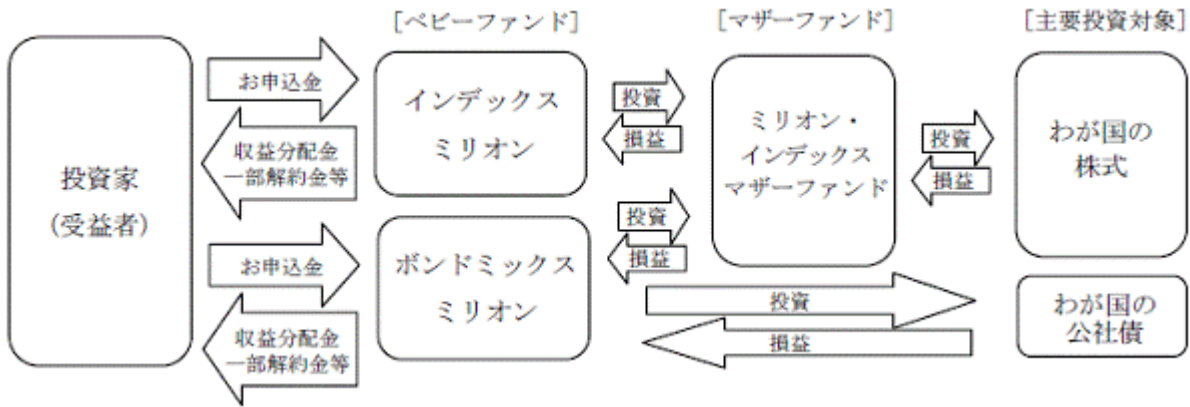 ［ベビーファンド］
［マザーファンド］
［主要投資対象］
投資家
（受益者）
お申込金
収益分配金
一部解約金等
お申込金
収益分配金
一部解約金等
インデックス
ミリオン
ボンドミックス
ミリオン
投資
損益
投資
損益
ミリオン・
インデックス
マザーファンド
投資
損益
わが国の
株式
投資
損益
わが国の
公社債